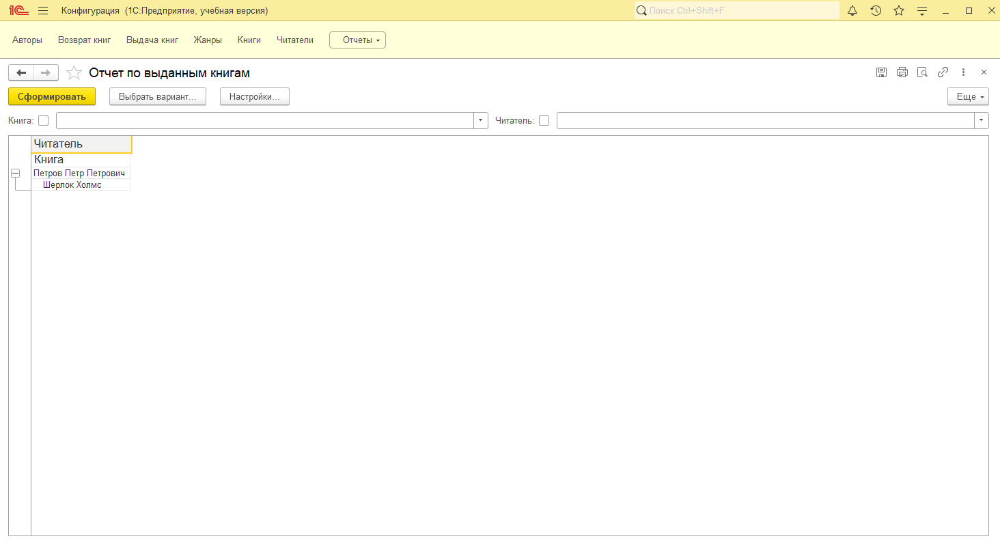 1С Конфигурация (1С:Предприятие, учебная версия) Поиск Ctrl+Shift+F
Авторы Возврат книг Выдача книг Жанры Книги Читатели Отчеты
Отчет по выданным книгам
Сформировать Выбрать вариант... Настройки... Еще
Книга: Читатель:
Читатель
Книга
Петров Петр Петрович
Шерлок Холмс